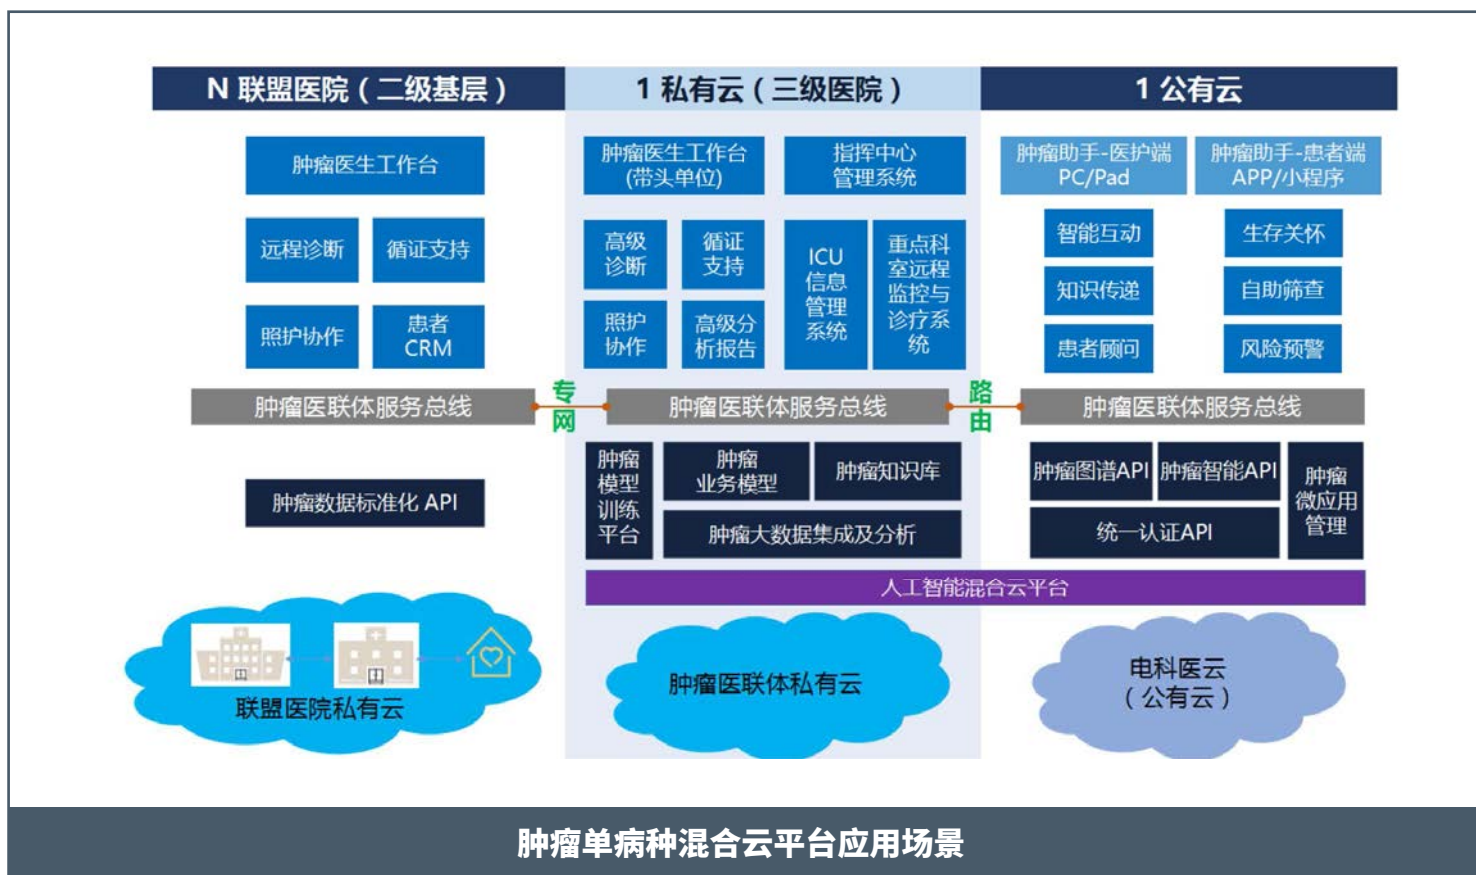 N 联盟医院（二级基层）
1 私有云（三级医院）
1 公有云
肿瘤医生工作台
远程诊断
循证支持
照护协作
患者
CRM
肿瘤医联体服务总线
肿瘤数据标准化 API
联盟医院私有云
专
网
肿瘤医生工作台
(带头单位)
指挥中心
管理系统
高级
诊断
循证
支持
照护
协作
高级分
析报告
ICU
信息
管理
系统
重点科
室远程
监控与
诊疗系
统
肿瘤医联体服务总线
肿瘤
模型
训练
平台
肿瘤
业务模型
肿瘤知识库
肿瘤大数据集成及分析
路
由
肿瘤助手-医护端
PC/Pad
肿瘤助手-患者端
APP/小程序
智能互动
生存关怀
知识传递
自助筛查
患者顾问
风险预警
肿瘤医联体服务总线
肿瘤图谱API
肿瘤智能API
肿瘤
微应用
管理
统一认证API
人工智能混合云平台
肿瘤医联体私有云
电科医云
（公有云）
肿瘤单病种混合云平台应用场景